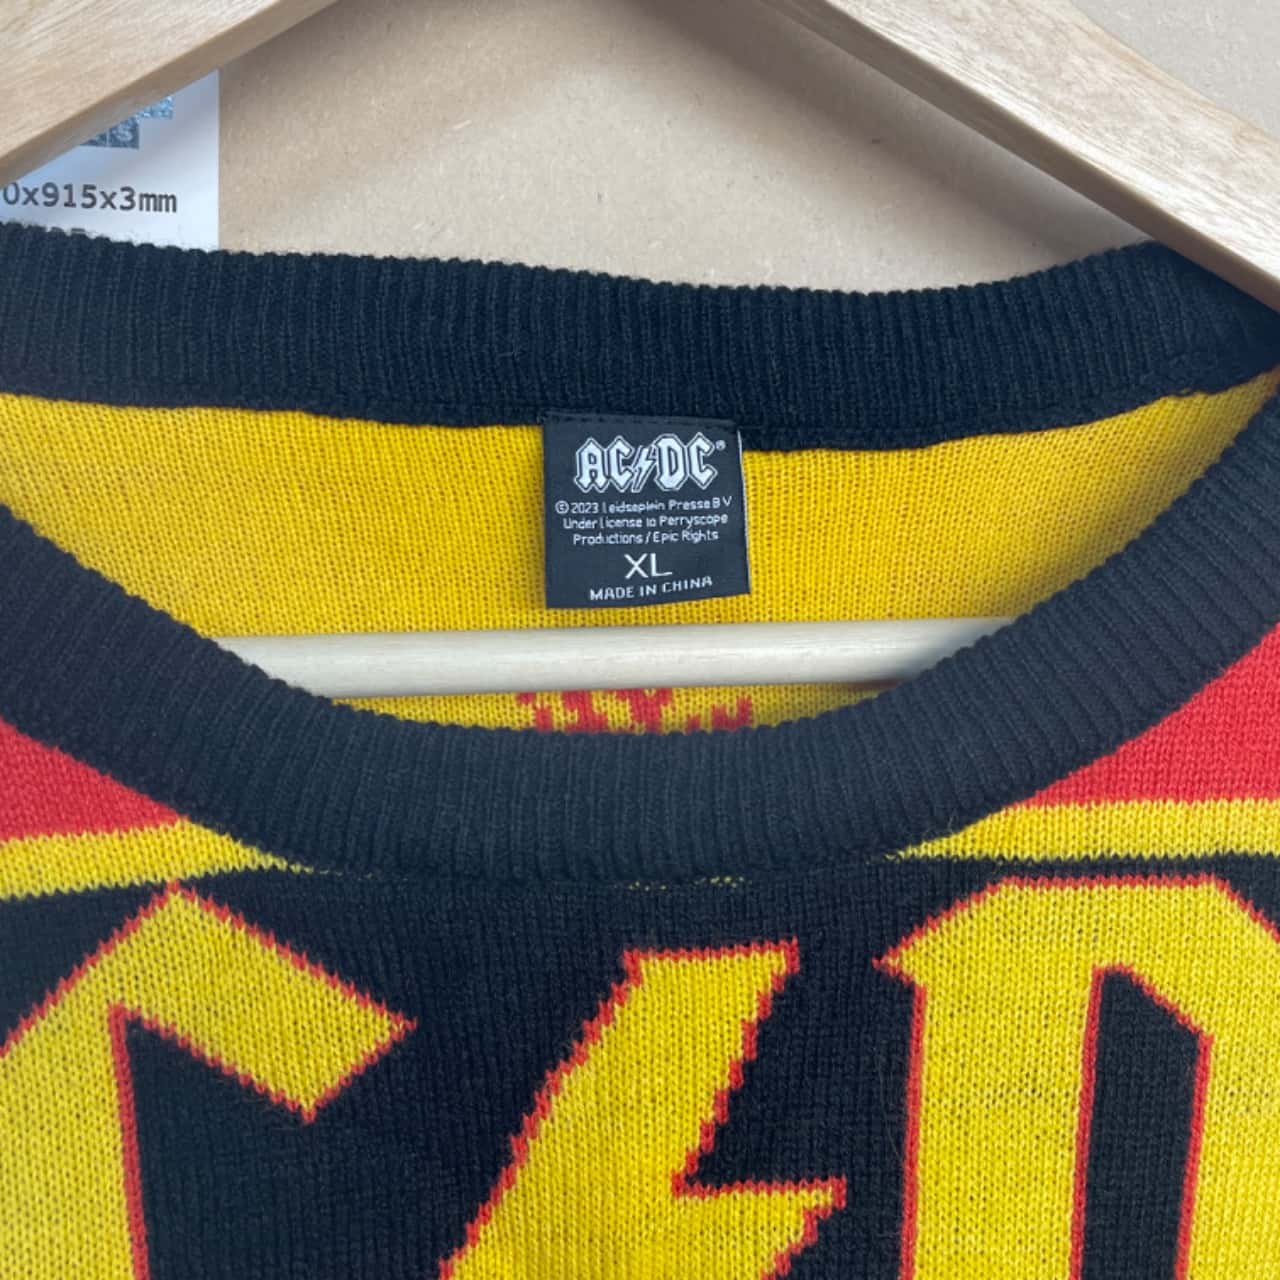 0x915x3mm
AC⚡DC®
©2023 Leidseplein Presse B V
Under license to Perryscope
Productions / Epic Rights
XL
MADE IN CHINA
C⚡D